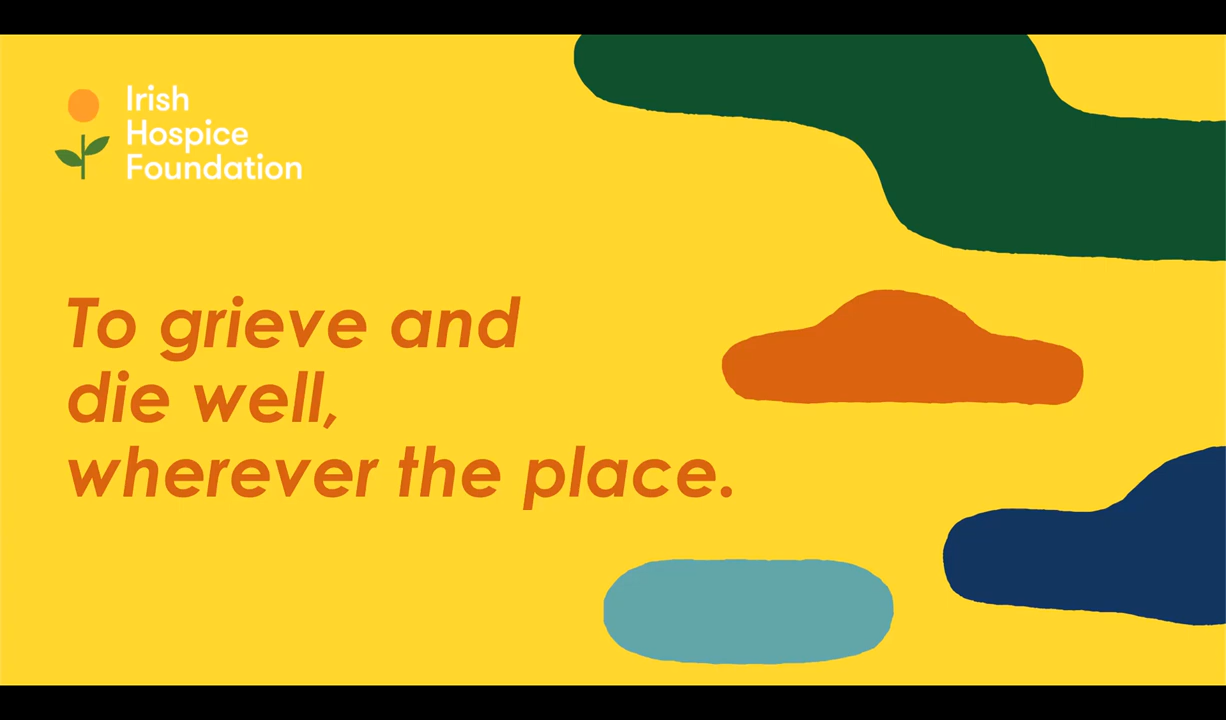 Irish
Hospice
Foundation
To grieve and
die well,
wherever the place.